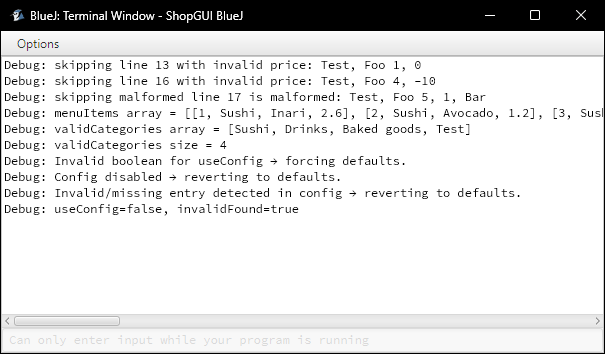 BlueJ: Terminal Window - ShopGUI BlueJ
Options
Debug: skipping line 13 with invalid price: Test, Foo 1, 0
Debug: skipping line 16 with invalid price: Test, Foo 4, -10
Debug: skipping malformed line 17 is malformed: Test, Foo 5, 1, Bar
Debug: menuItems array = [[1, Sushi, Inari, 2.6], [2, Sushi, Avocado, 1.2], [3, Sus
Debug: validCategories array = [Sushi, Drinks, Baked goods, Test]
Debug: validCategories size = 4
Debug: Invalid boolean for useConfig → forcing defaults.
Debug: Config disabled → reverting to defaults.
Debug: Invalid/missing entry detected in config → reverting to defaults.
Debug: useConfig=false, invalidFound=true
Can only enter input while your program is running